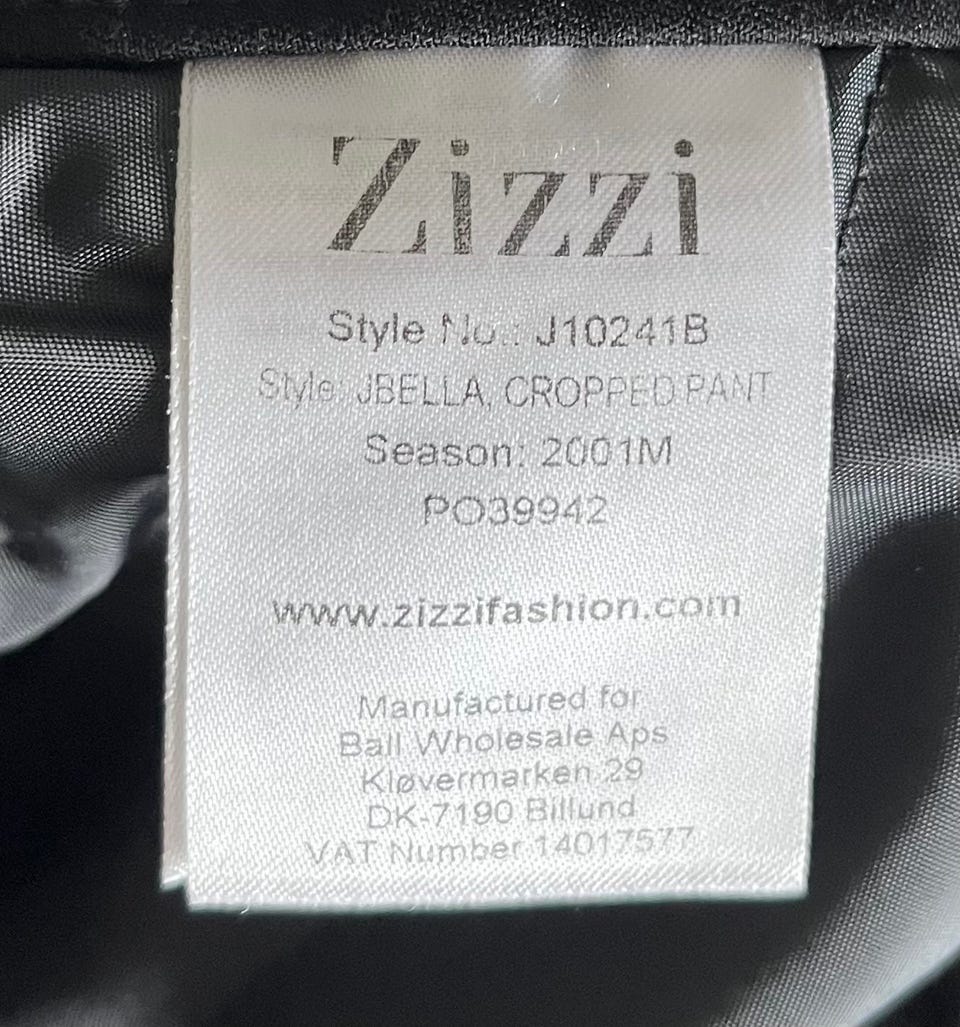 Zizzi
Style No.: J10241B
Style: JBELLA, CROPPED PANT
Season: 2001M
PO39942
www.zizzifashion.com
Manufactured for
Ball Wholesale Aps
Kløvermarken 29
DK-7190 Billund
VAT Number 14017577